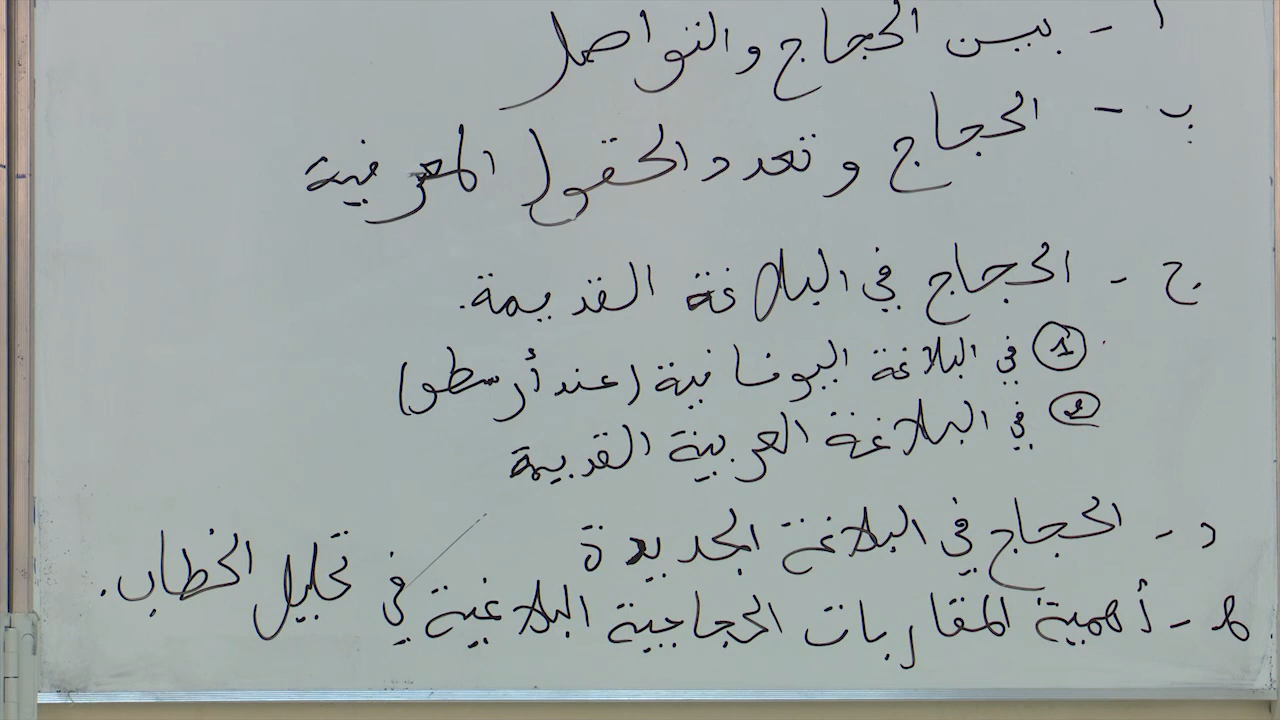 أ - بين الحجاج والتواصل
ب - الحجاج وتعدد الحقول المعرفية
ج - الحجاج في البلاغة القديمة.
1 في البلاغة اليونانية (عند أرسطو)
2 في البلاغة العربية القديمة
د - الحجاج في البلاغة الجديدة
هـ - أهمية المقاربات الحجاجية البلاغية في تحليل الخطاب.